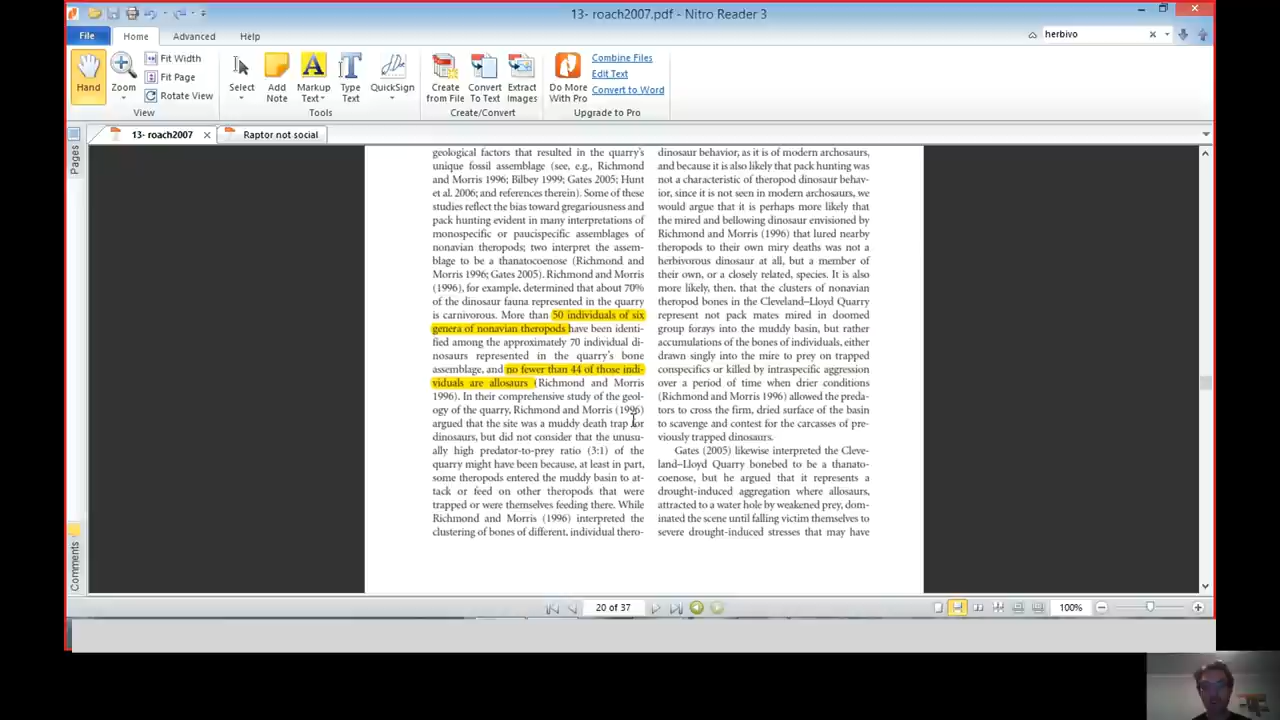 13- roach2007.pdf - Nitro Reader 3
File
Home
Advanced
Help
herbivo
Hand
Zoom
Fit Width
Fit Page
Rotate View
View
Select
Add Note
Markup Text
Type Text
QuickSign
Tools
Create from File
Convert To Text
Extract Images
Create/Convert
Do More With Pro
Combine Files
Edit Text
Convert to Word
Upgrade to Pro
13- roach2007
Raptor not social
Pages
Comments
geological factors that resulted in the quarry's
unique fossil assemblage (see, e.g., Richmond
and Morris 1996; Bilbey 1999; Gates 2005; Hunt
et al. 2006; and references therein). Some of these
studies reflect the bias toward gregariousness and
pack hunting evident in many interpretations of
monospecific or paucispecific assemblages of
nonavian theropods; two interpret the assem-
blage to be a thanatocoenose (Richmond and
Morris 1996; Gates 2005). Richmond and Morris
(1996), for example, determined that about 70%
of the dinosaur fauna represented in the quarry
is carnivorous. More than 50 individuals of six
genera of nonavian theropods have been identi-
fied among the approximately 70 individual di-
nosaurs represented in the quarry's bone
assemblage, and no fewer than 44 of those indi-
viduals are allosaurs (Richmond and Morris
1996). In their comprehensive study of the geol-
ogy of the quarry, Richmond and Morris (1996)
argued that the site was a muddy death trap for
dinosaurs, but did not consider that the unusu-
ally high predator-to-prey ratio (3:1) of the
quarry might have been because, at least in part,
some theropods entered the muddy basin to at-
tack or feed on other theropods that were
trapped or were themselves feeding there. While
Richmond and Morris (1996) interpreted the
clustering of bones of different, individual thero-
dinosaur behavior, as it is of modern archosaurs,
and because it is also likely that pack hunting was
not a characteristic of theropod dinosaur behav-
ior, since it is not seen in modern archosaurs, we
would argue that it is perhaps more likely that
the mired and bellowing dinosaur envisioned by
Richmond and Morris (1996) that lured nearby
theropods to their own miry deaths was not a
herbivorous dinosaur at all, but a member of
their own, or a closely related, species. It is also
more likely, then, that the clusters of nonavian
theropod bones in the Cleveland–Lloyd Quarry
represent not pack mates mired in doomed
group forays into the muddy basin, but rather
accumulations of the bones of individuals, either
drawn singly into the mire to prey on trapped
conspecifics or killed by intraspecific aggression
over a period of time when drier conditions
(Richmond and Morris 1996) allowed the preda-
tors to cross the firm, dried surface of the basin
to scavenge and contest for the carcasses of pre-
viously trapped dinosaurs.
Gates (2005) likewise interpreted the Cleve-
land–Lloyd Quarry bonebed to be a thanato-
coenose, but he argued that it represents a
drought-induced aggregation where allosaurs,
attracted to a water hole by weakened prey, dom-
inated the scene until falling victim themselves to
severe drought-induced stresses that may have
20 of 37
100%